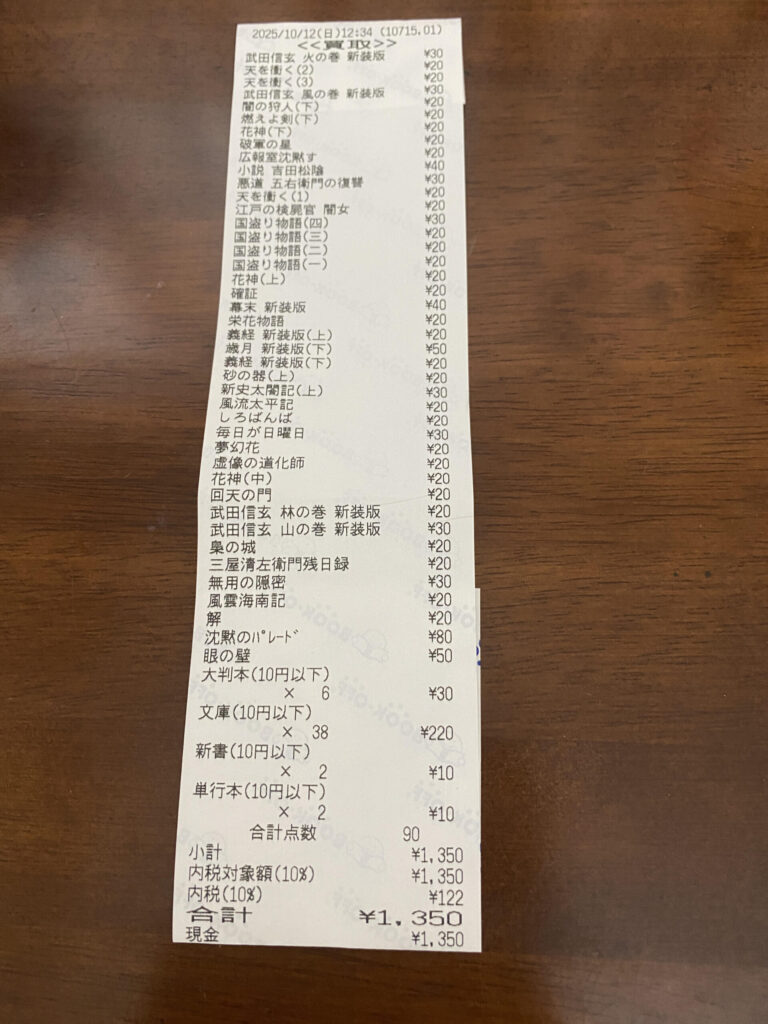 2025/10/12(日)12:34 (10715.01)
<<買取>>
武田信玄 火の巻 新装版 ¥30
天を衝く(2) ¥20
天を衝く(3) ¥20
武田信玄 風の巻 新装版 ¥30
闇の狩人(下) ¥20
燃えよ剣(下) ¥20
花神(下) ¥20
破軍の星 ¥20
広報室沈黙す ¥20
小説 吉田松陰 ¥40
悪道 五右衛門の復讐 ¥30
天を衝く(1) ¥20
江戸の検屍官 闇女 ¥20
国盗り物語(四) ¥30
国盗り物語(三) ¥20
国盗り物語(二) ¥20
国盗り物語(一) ¥20
花神(上) ¥20
確証 ¥20
幕末 新装版 ¥40
栄花物語 ¥20
義経 新装版(上) ¥20
歳月 新装版(下) ¥50
義経 新装版(下) ¥20
砂の器(上) ¥20
新史太閤記(上) ¥30
風流太平記 ¥20
しろばんば ¥20
毎日が日曜日 ¥30
夢幻花 ¥20
虚像の道化師 ¥20
花神(中) ¥20
回天の門 ¥20
武田信玄 林の巻 新装版 ¥20
武田信玄 山の巻 新装版 ¥30
梟の城 ¥20
三屋清左衛門残日録 ¥20
無用の隠密 ¥30
風雲海南記 ¥20
解 ¥20
沈黙のﾊﾟﾚｰﾄﾞ ¥80
眼の壁 ¥50
大判本(10円以下)
× 6 ¥30
文庫(10円以下)
× 38 ¥220
新書(10円以下)
× 2 ¥10
単行本(10円以下)
× 2 ¥10
合計点数 90
小計 ¥1,350
内税対象額(10%) ¥1,350
内税(10%) ¥122
合計 ¥1,350
現金 ¥1,350